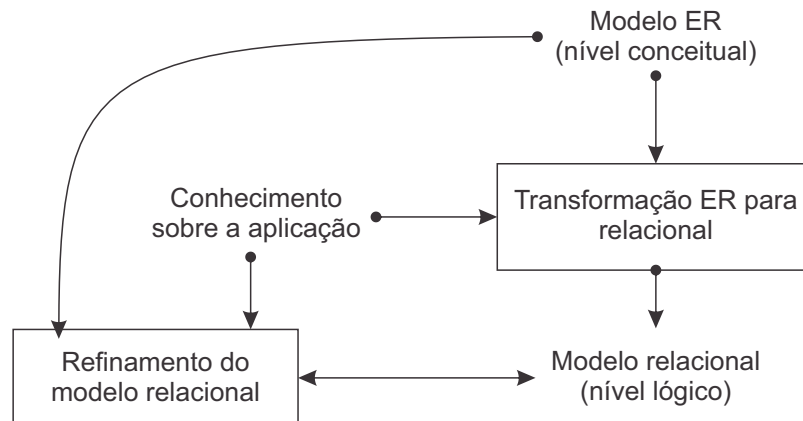 Modelo ER
(nível conceitual)
Conhecimento
sobre a aplicação
Transformação ER para
relacional
Refinamento do
modelo relacional
Modelo relacional
(nível lógico)